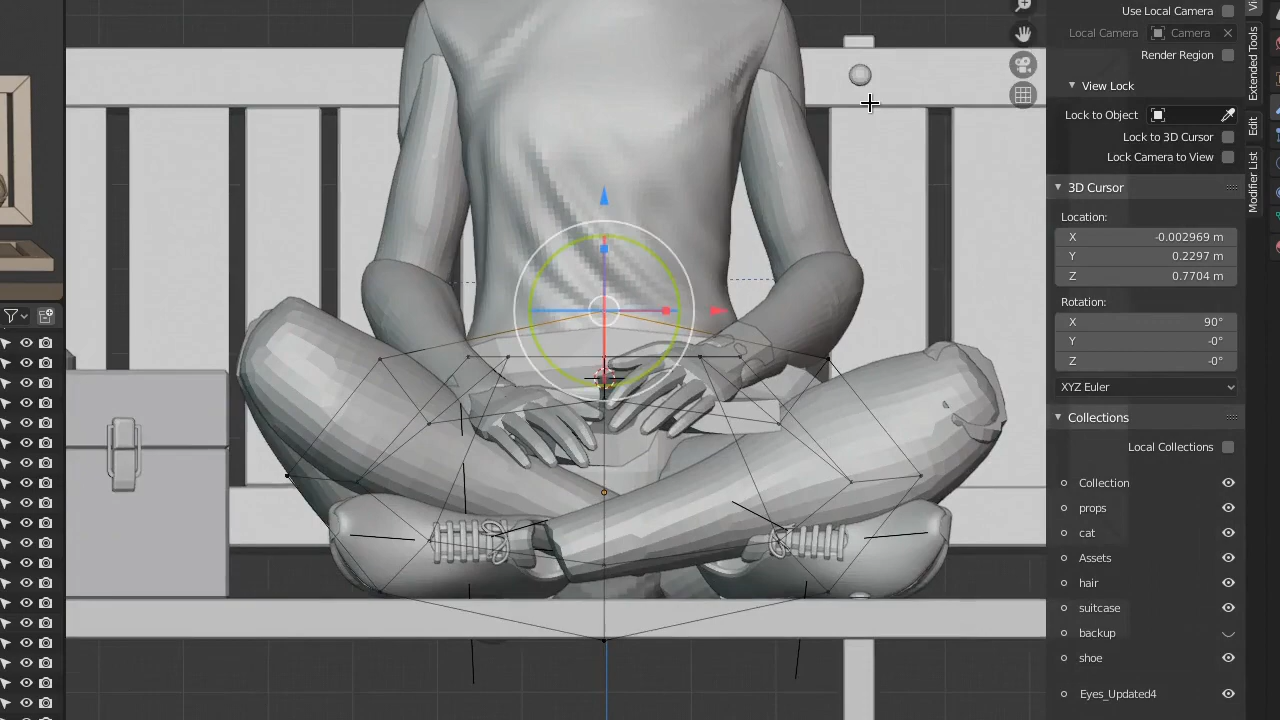 Use Local Camera
Local Camera Camera
Render Region
View Lock
Lock to Object
Lock to 3D Cursor
Lock Camera to View
3D Cursor
Location:
X -0.002969 m
Y 0.2297 m
Z 0.7704 m
Rotation:
X 90°
Y -0°
Z -0°
XYZ Euler
Collections
Local Collections
Collection
props
cat
Assets
hair
suitcase
backup
shoe
Eyes_Updated4
Vi
Extended Tools
Edit
Modifier List